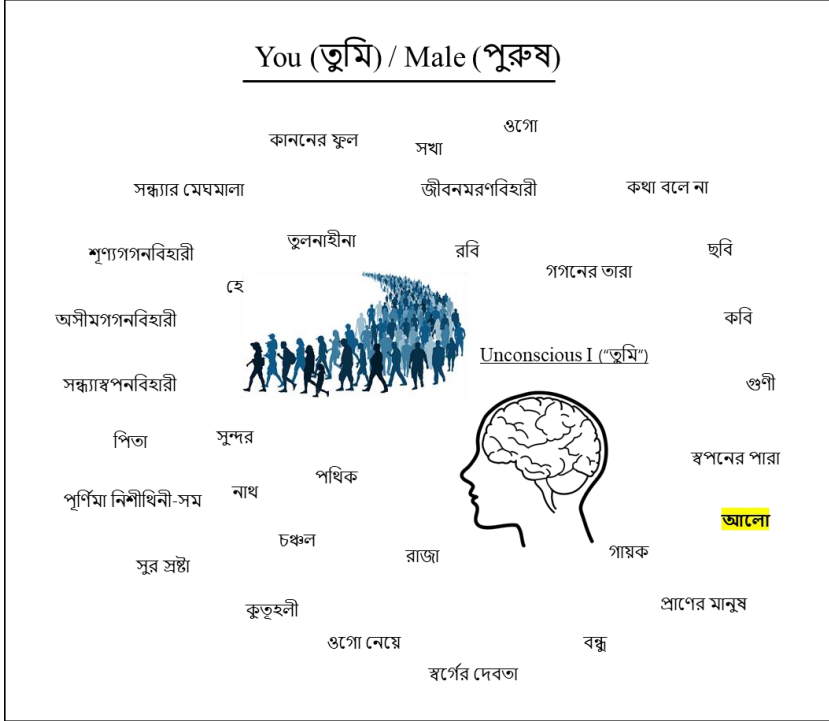 You (তুমি) / Male (পুরুষ)
ওগো
কাননের ফুল
সখা
সন্ধ্যার মেঘমালা
জীবনমরণবিহারী
কথা বলে না
তুলনাহীনা
শূণ্যগগনবিহারী
রবি
ছবি
গগনের তারা
হে
অসীমগগনবিহারী
কবি
Unconscious I (“তুমি”)
সন্ধ্যাস্বপনবিহারী
গুণী
পিতা
সুন্দর
স্বপনের পারা
পথিক
নাথ
পূর্ণিমা নিশীথিনী-সম
আলো
চঞ্চল
রাজা
গায়ক
সুর স্রষ্টা
কুতূহলী
প্রাণের মানুষ
ওগো নেয়ে
বন্ধু
স্বর্গের দেবতা